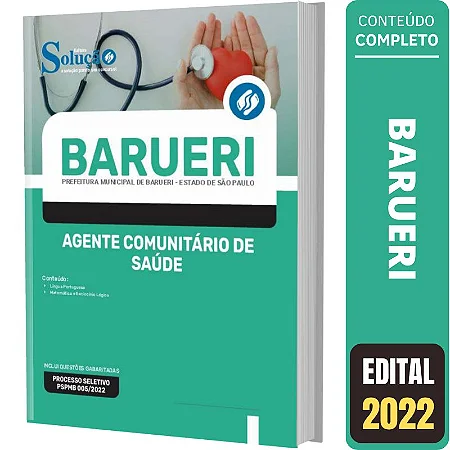 Editora
Solução
a solução para o seu concurso
BARUERI
PREFEITURA MUNICIPAL DE BARUERI - ESTADO DE SÃO PAULO
AGENTE COMUNITÁRIO DE
SAÚDE
Conteúdo:
Língua Portuguesa
Matemática e Raciocínio Lógico
INCLUI QUESTÕES GABARITADAS
PROCESSO SELETIVO
PSPMB 005/2022
CONTEÚDO
COMPLETO
BARUERI
EDITAL
2022